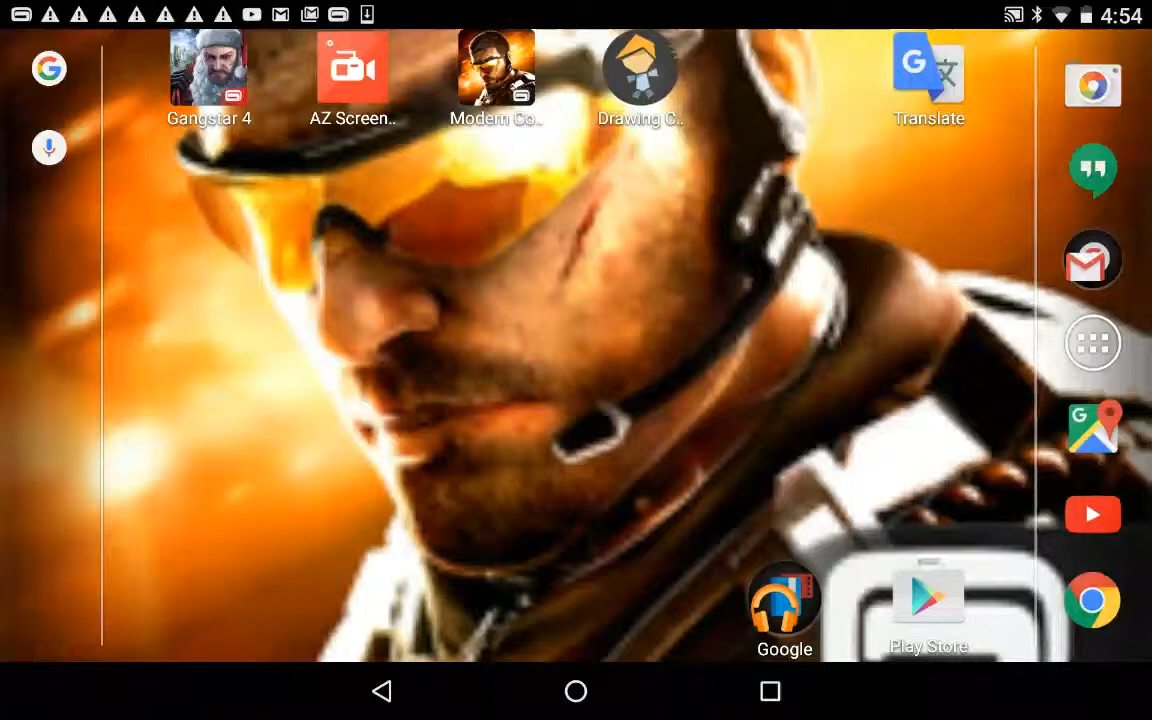 4:54
Gangstar 4
AZ Screen..
Modern Co..
Drawing C..
Translate
Google
Play Store